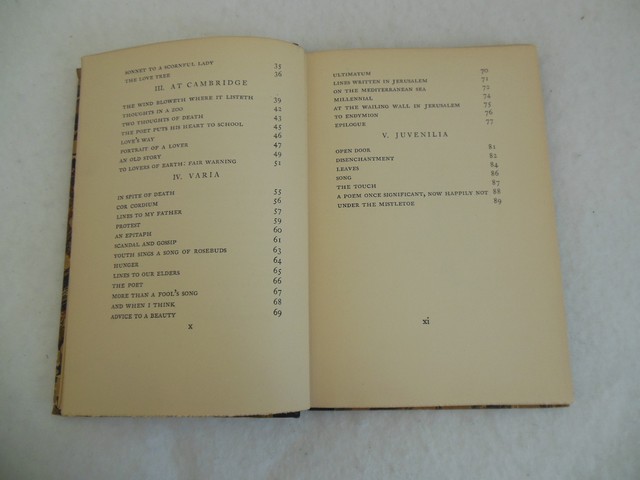 SONNET TO A SCORNFUL LADY 35
THE LOVE TREE 36
III. AT CAMBRIDGE
THE WIND BLOWETH WHERE IT LISTETH 39
THOUGHTS IN A ZOO 42
TWO THOUGHTS OF DEATH 43
THE POET PUTS HIS HEART TO SCHOOL 45
LOVE'S WAY 46
PORTRAIT OF A LOVER 47
AN OLD STORY 49
TO LOVERS OF EARTH: FAIR WARNING 51
IV. VARIA
IN SPITE OF DEATH 55
COR CORDIUM 56
LINES TO MY FATHER 57
PROTEST 59
AN EPITAPH 60
SCANDAL AND GOSSIP 61
YOUTH SINGS A SONG OF ROSEBUDS 63
HUNGER 64
LINES TO OUR ELDERS 65
THE POET 66
MORE THAN A FOOL'S SONG 67
AND WHEN I THINK 68
ADVICE TO A BEAUTY 69
x
ULTIMATUM 70
LINES WRITTEN IN JERUSALEM 71
ON THE MEDITERRANEAN SEA 72
MILLENNIAL 74
AT THE WAILING WALL IN JERUSALEM 75
TO ENDYMION 76
EPILOGUE 77
V. JUVENILIA
OPEN DOOR 81
DISENCHANTMENT 82
LEAVES 84
SONG 86
THE TOUCH 87
A POEM ONCE SIGNIFICANT, NOW HAPPILY NOT 88
UNDER THE MISTLETOE 89
xi